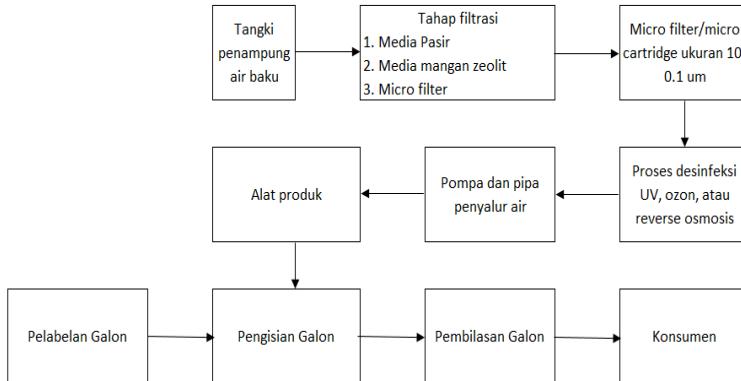 Tangki
penampung
air baku
Tahap filtrasi
1. Media Pasir
2. Media mangan zeolit
3. Micro filter
Micro filter/micro
cartridge ukuran 10
0.1 um
Proses desinfeksi
UV, ozon, atau
reverse osmosis
Pompa dan pipa
penyalur air
Alat produk
Pelabelan Galon
Pengisian Galon
Pembilasan Galon
Konsumen